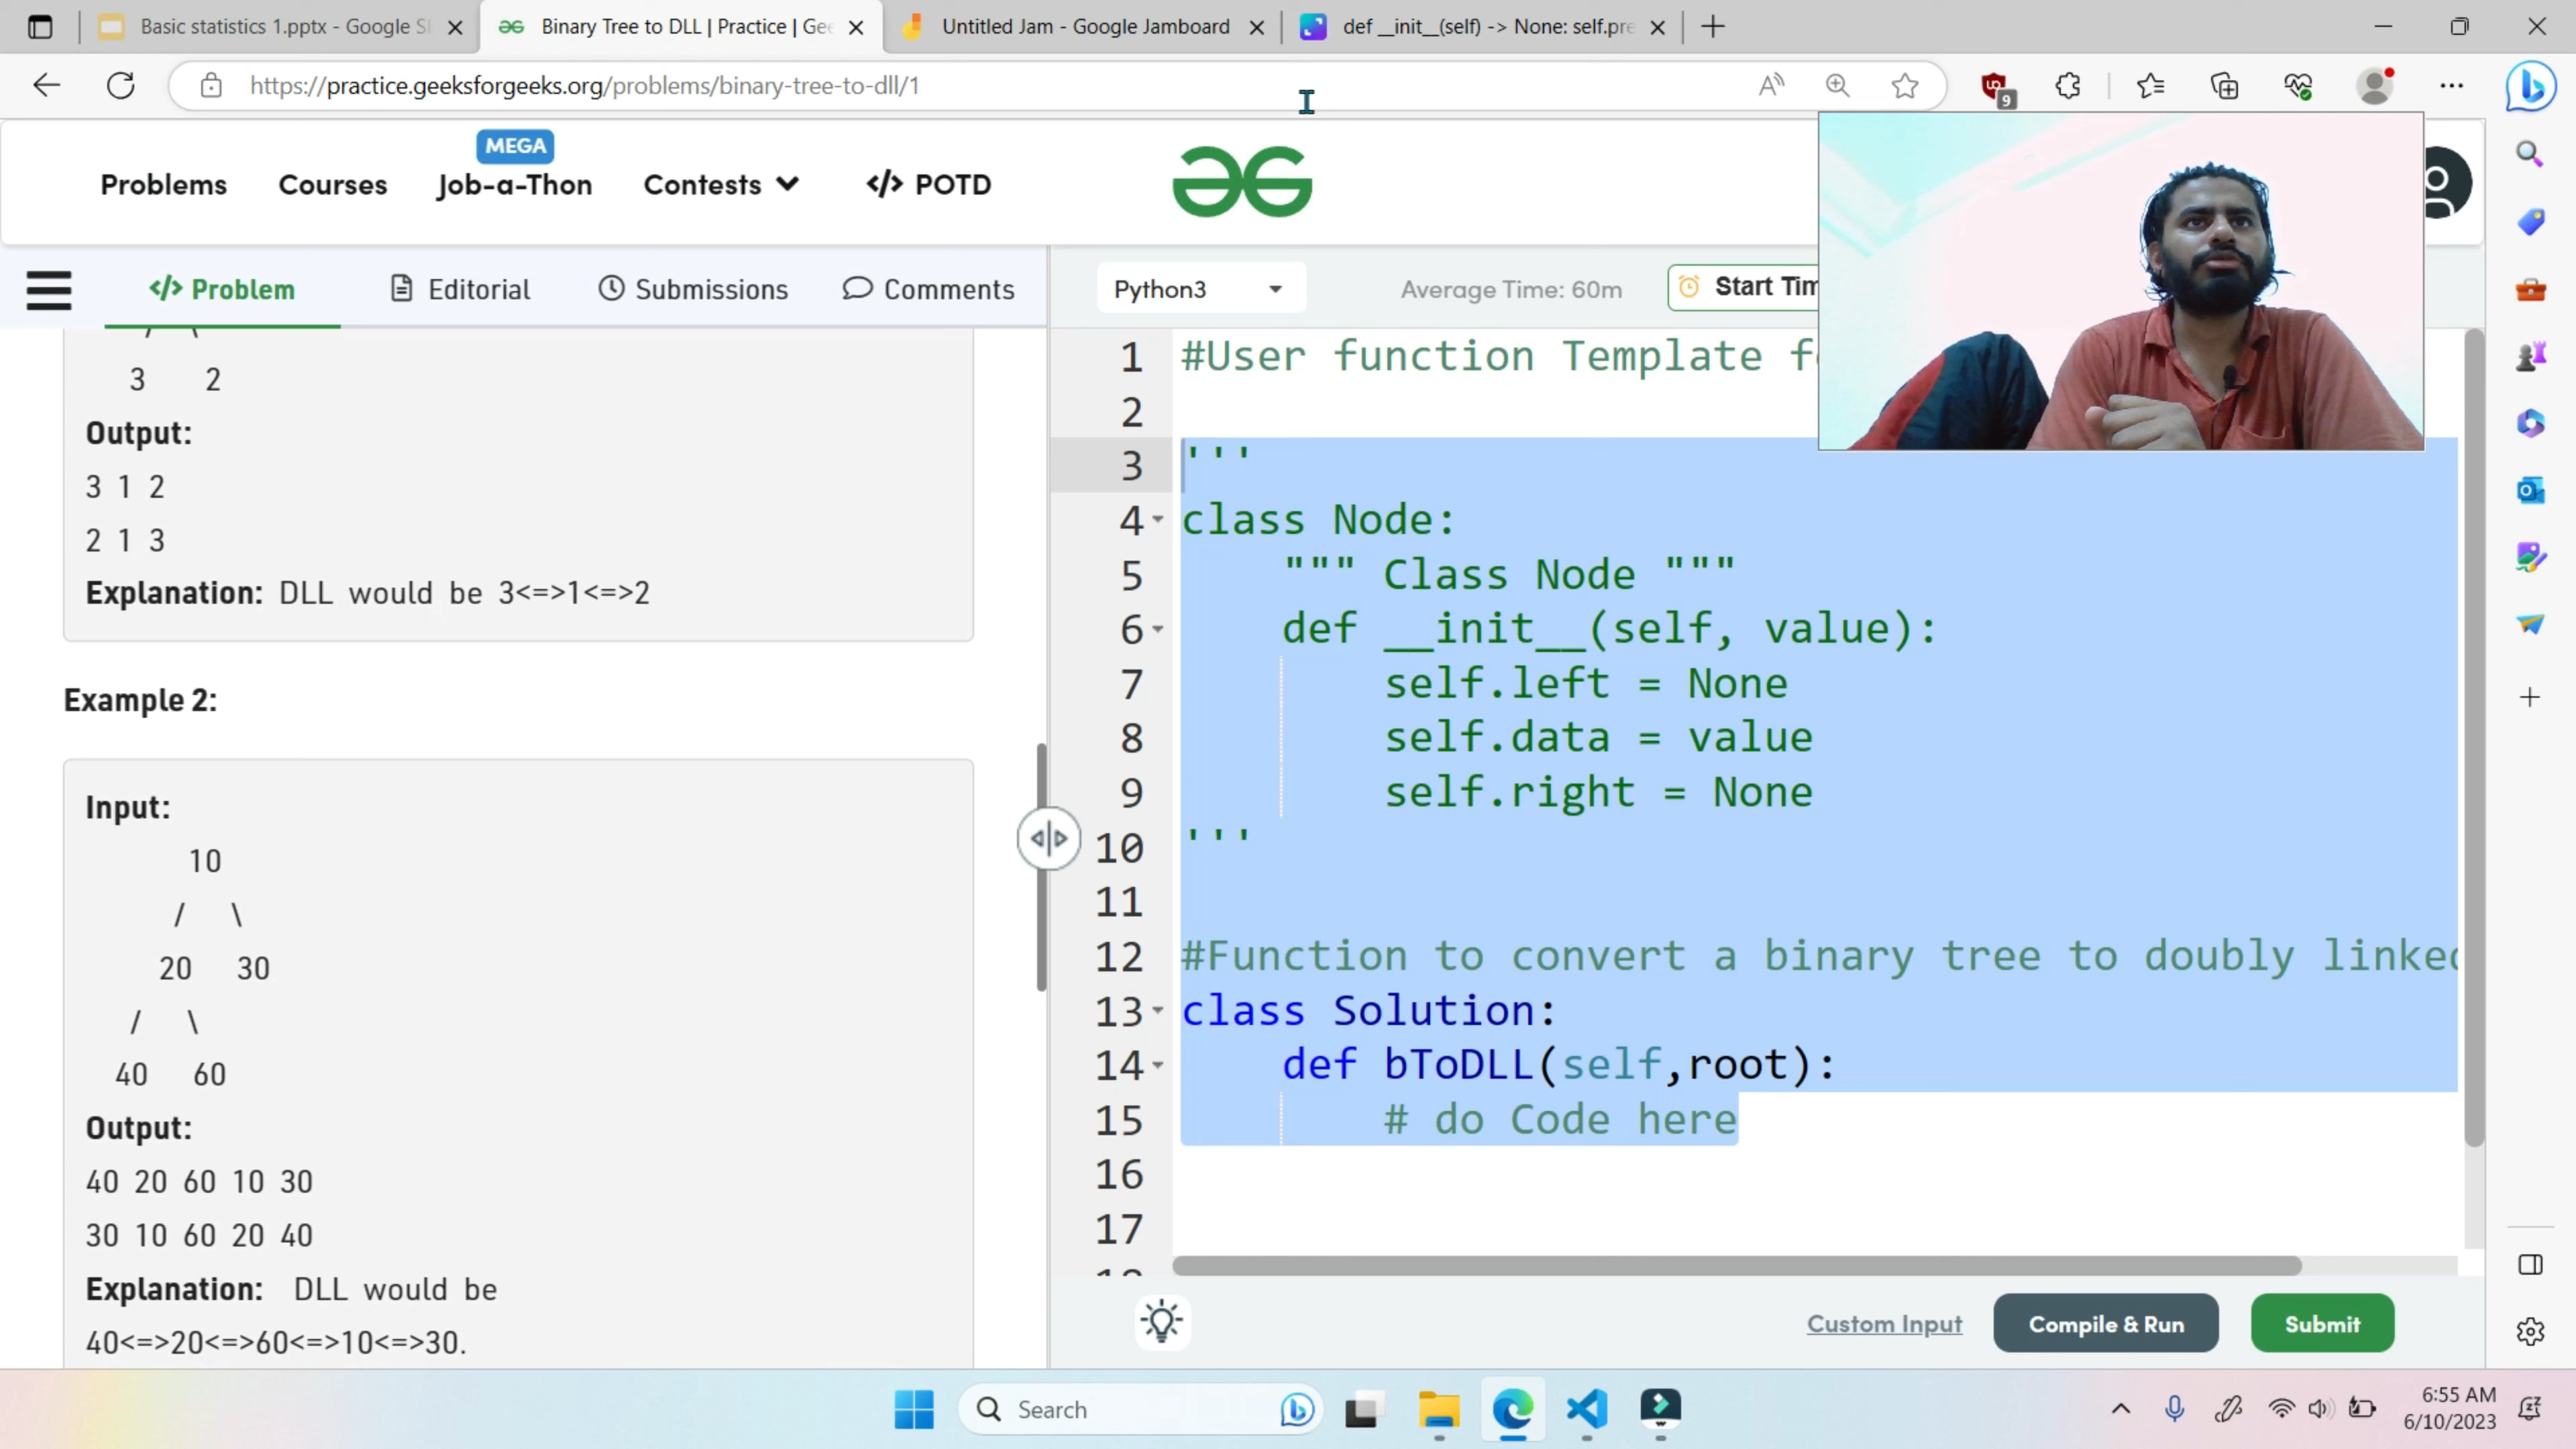 Basic statistics 1.pptx - Google Sl
Binary Tree to DLL | Practice | Gee
Untitled Jam - Google Jamboard
def __init__(self) -> None: self.pre
https://practice.geeksforgeeks.org/problems/binary-tree-to-dll/1
9
MEGA
Problems
Courses
Job-a-Thon
Contests
</> POTD
</> Problem
Editorial
Submissions
Comments
Python3
Average Time: 60m
Start Tim
/ \
3 2
Output:
3 1 2
2 1 3
Explanation: DLL would be 3<=>1<=>2
Example 2:
Input:
10
/ \
20 30
/ \
40 60
Output:
40 20 60 10 30
30 10 60 20 40
Explanation: DLL would be
40<=>20<=>60<=>10<=>30.
1 #User function Template f
2
3 '''
4 class Node:
5 """ Class Node """
6 def __init__(self, value):
7 self.left = None
8 self.data = value
9 self.right = None
10 '''
11
12 #Function to convert a binary tree to doubly linked
13 class Solution:
14 def bToDLL(self,root):
15 # do Code here
16
17
Custom Input
Compile & Run
Submit
Search
6:55 AM
6/10/2023